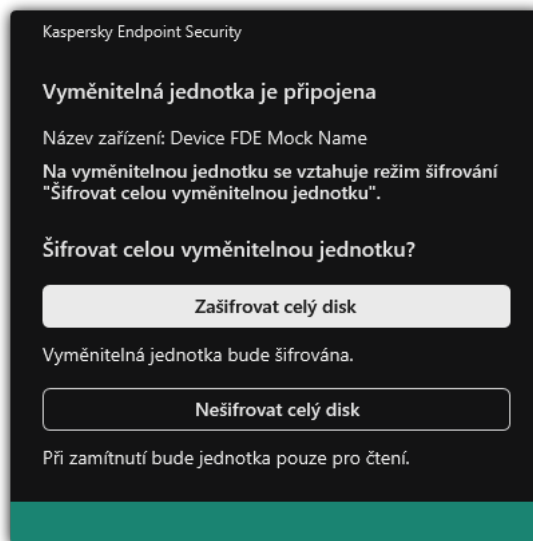 Kaspersky Endpoint Security
Vyměnitelná jednotka je připojena
Název zařízení: Device FDE Mock Name
Na vyměnitelnou jednotku se vztahuje režim šifrování
"Šifrovat celou vyměnitelnou jednotku".
Šifrovat celou vyměnitelnou jednotku?
Zašifrovat celý disk
Vyměnitelná jednotka bude šifrována.
Nešifrovat celý disk
Při zamítnutí bude jednotka pouze pro čtení.